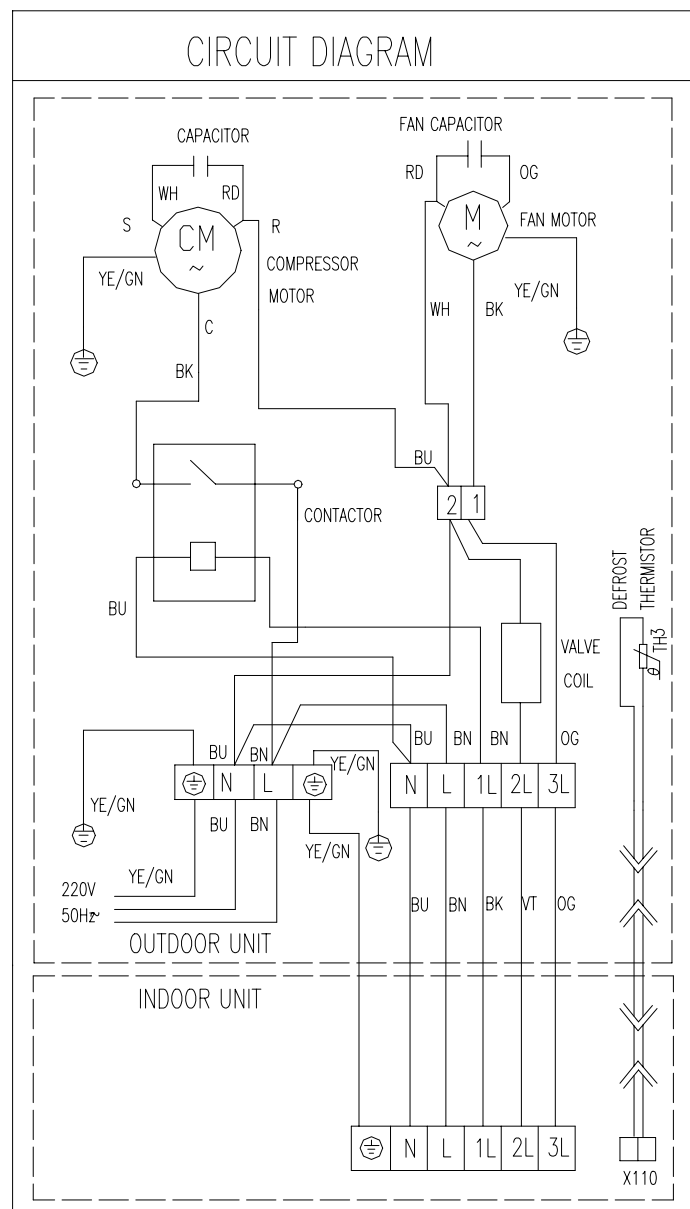 CIRCUIT DIAGRAM
CAPACITOR
FAN CAPACITOR
WH
RD
RD
OG
S
R
CM
~
M
~
FAN MOTOR
COMPRESSOR
MOTOR
YE/GN
YE/GN
C
WH
BK
BK
BU
2
1
CONTACTOR
BU
DEFROST
THERMISTOR
VALVE
COIL
θ
TH3
BU
BN
BU
BN
BN
OG
YE/GN
N
L
N
L
1L
2L
3L
YE/GN
BU
BN
YE/GN
YE/GN
220V
50Hz~
BU
BN
BK
VT
OG
OUTDOOR UNIT
INDOOR UNIT
N
L
1L
2L
3L
X110